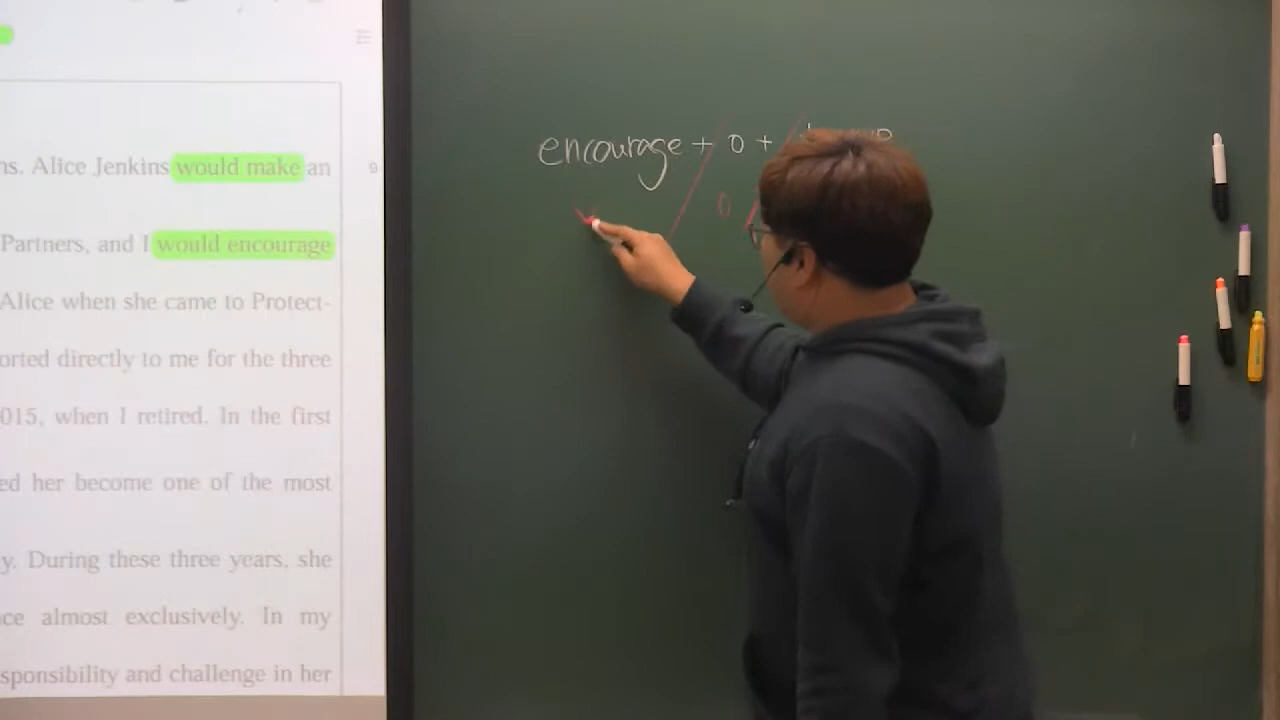 ns. Alice Jenkins would make an
9
Partners, and I would encourage
Alice when she came to Protect-
orted directly to me for the three
015, when I retired. In the first
ed her become one of the most
y. During these three years, she
ce almost exclusively. In my
sponsibility and challenge in her
encourage + o +
o